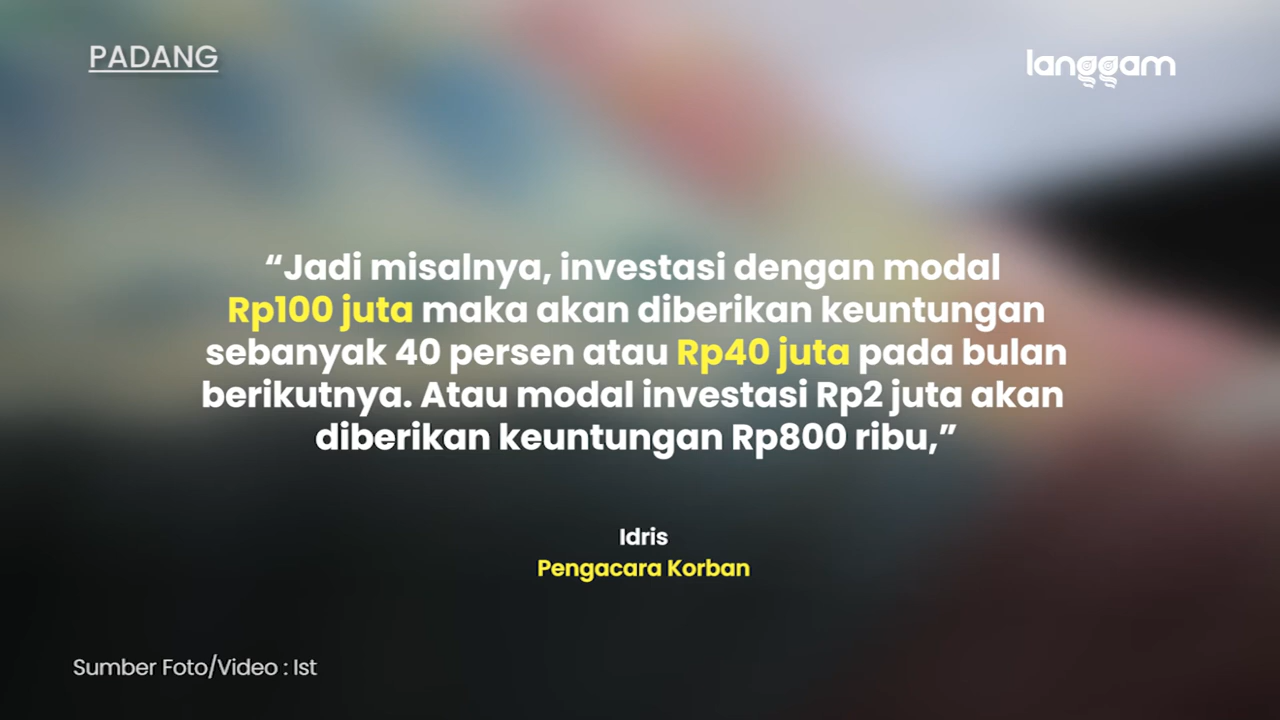 PADANG
langgam
“Jadi misalnya, investasi dengan modal
Rp100 juta maka akan diberikan keuntungan
sebanyak 40 persen atau Rp40 juta pada bulan
berikutnya. Atau modal investasi Rp2 juta akan
diberikan keuntungan Rp800 ribu,”
Idris
Pengacara Korban
Sumber Foto/Video : Ist